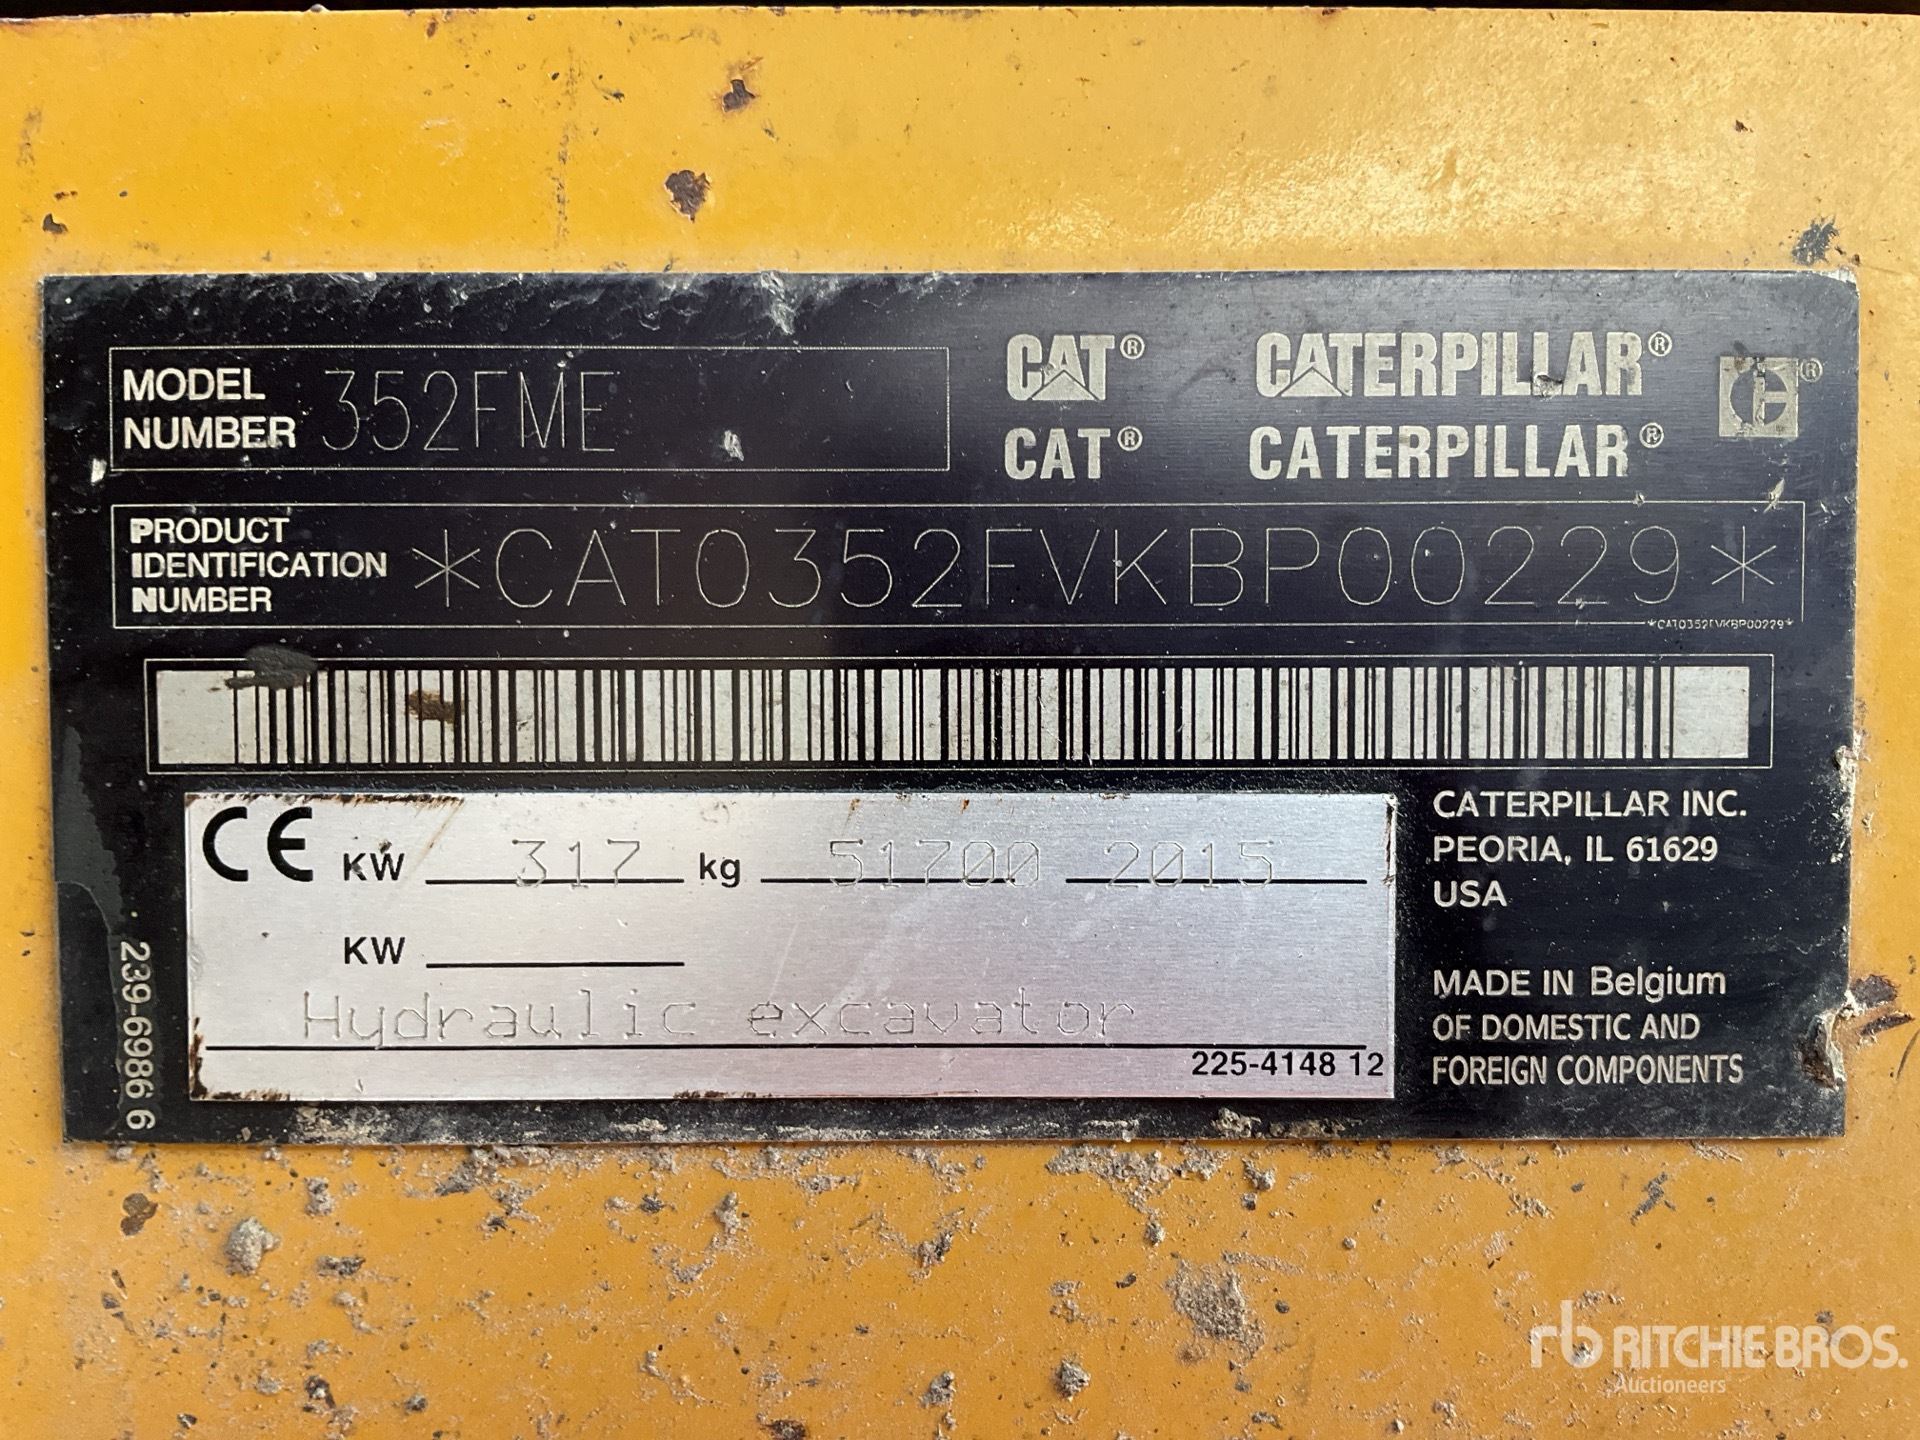 MODEL
NUMBER 352FME
CAT® CATERPILLAR® ®
CAT® CATERPILLAR®
PRODUCT
IDENTIFICATION
NUMBER *CAT0352FVKBP00229*
*CAT0352FVKBP00229*
CE KW 317 kg 51700 2015
KW
Hydraulic excavator
225-4148 12
239-6986 6
CATERPILLAR INC.
PEORIA, IL 61629
USA
MADE IN Belgium
OF DOMESTIC AND
FOREIGN COMPONENTS
rb RITCHIE BROS.
Auctioneers